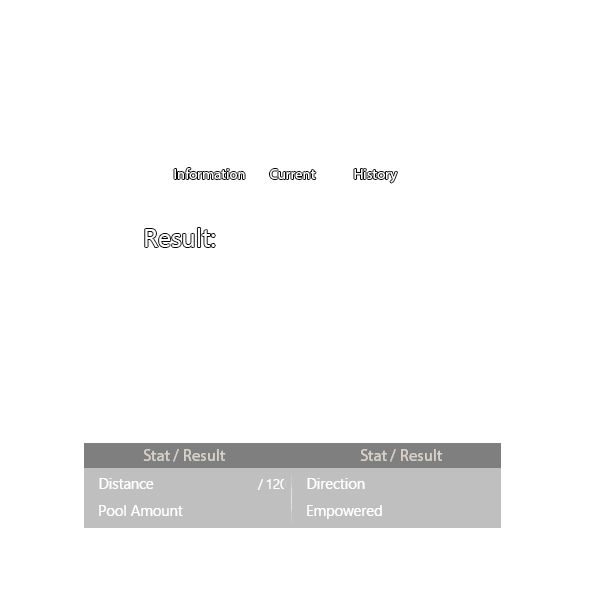 Information Current History
Result:
Stat / Result Stat / Result
Distance / 120 Direction
Pool Amount Empowered